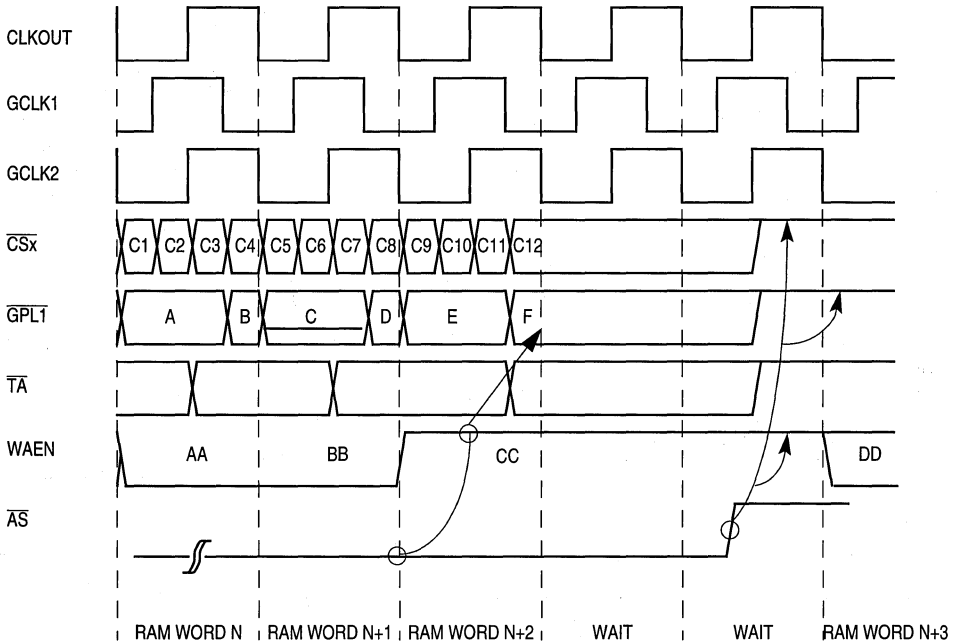 CLKOUT
GCLK1
GCLK2
CSx C1 C2 C3 C4 C5 C6 C7 C8 C9 C10 C11 C12
GPL1 A B C D E F
TA
WAEN AA BB CC DD
AS
RAM WORD N RAM WORD N+1 RAM WORD N+2 WAIT WAIT RAM WORD N+3